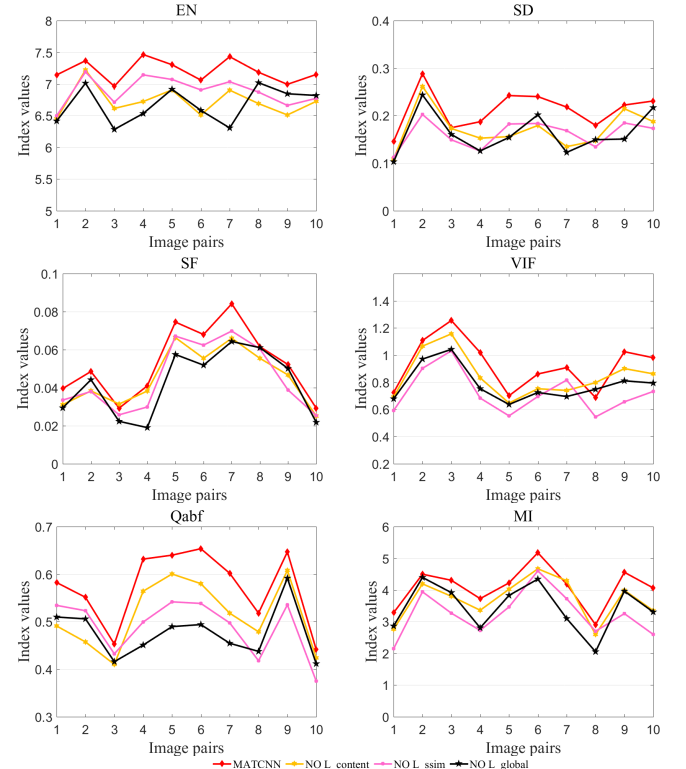 EN
8
7.5
7
6.5
6
5.5
5
Index values
1 2 3 4 5 6 7 8 9 10
Image pairs
SD
0.4
0.3
0.2
0.1
0
Index values
1 2 3 4 5 6 7 8 9 10
Image pairs
SF
0.1
0.08
0.06
0.04
0.02
0
Index values
1 2 3 4 5 6 7 8 9 10
Image pairs
VIF
1.4
1.2
1
0.8
0.6
0.4
0.2
Index values
1 2 3 4 5 6 7 8 9 10
Image pairs
Qabf
0.7
0.6
0.5
0.4
0.3
Index values
1 2 3 4 5 6 7 8 9 10
Image pairs
MI
6
5
4
3
2
1
0
Index values
1 2 3 4 5 6 7 8 9 10
Image pairs
MATCNN NO L_content NO L_ssim NO L_global